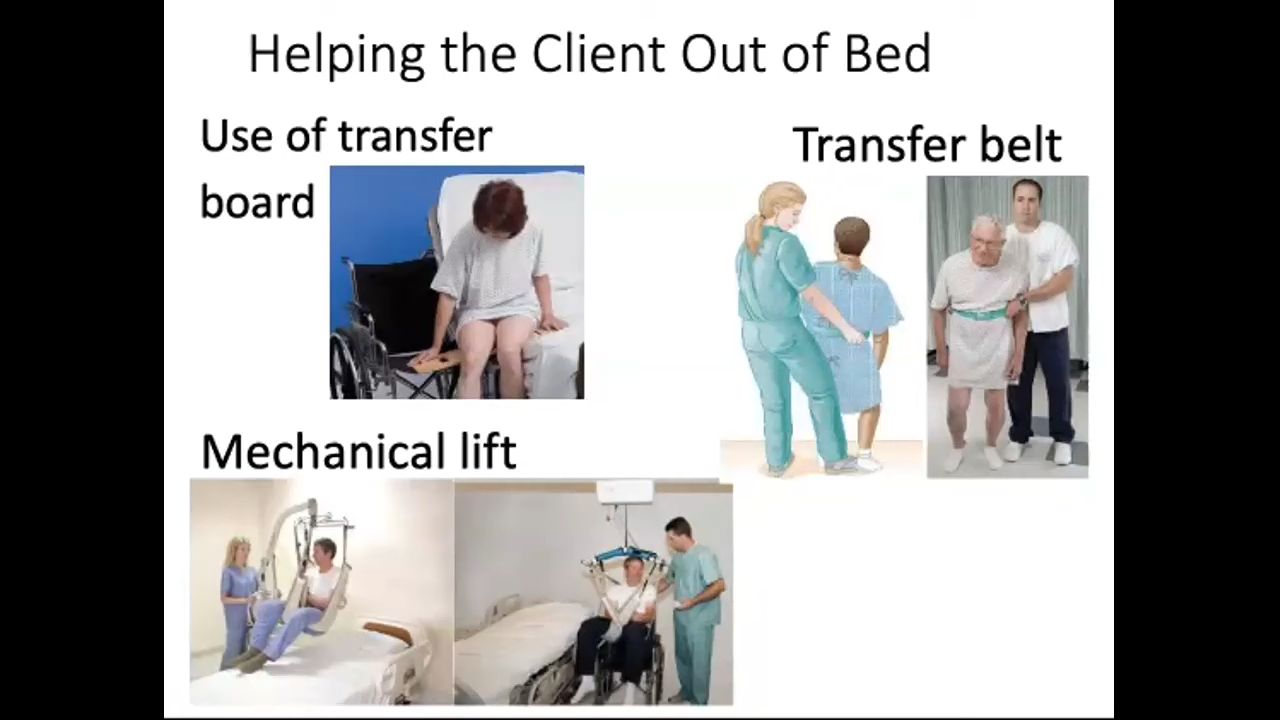 Helping the Client Out of Bed
Use of transfer
board
Transfer belt
Mechanical lift